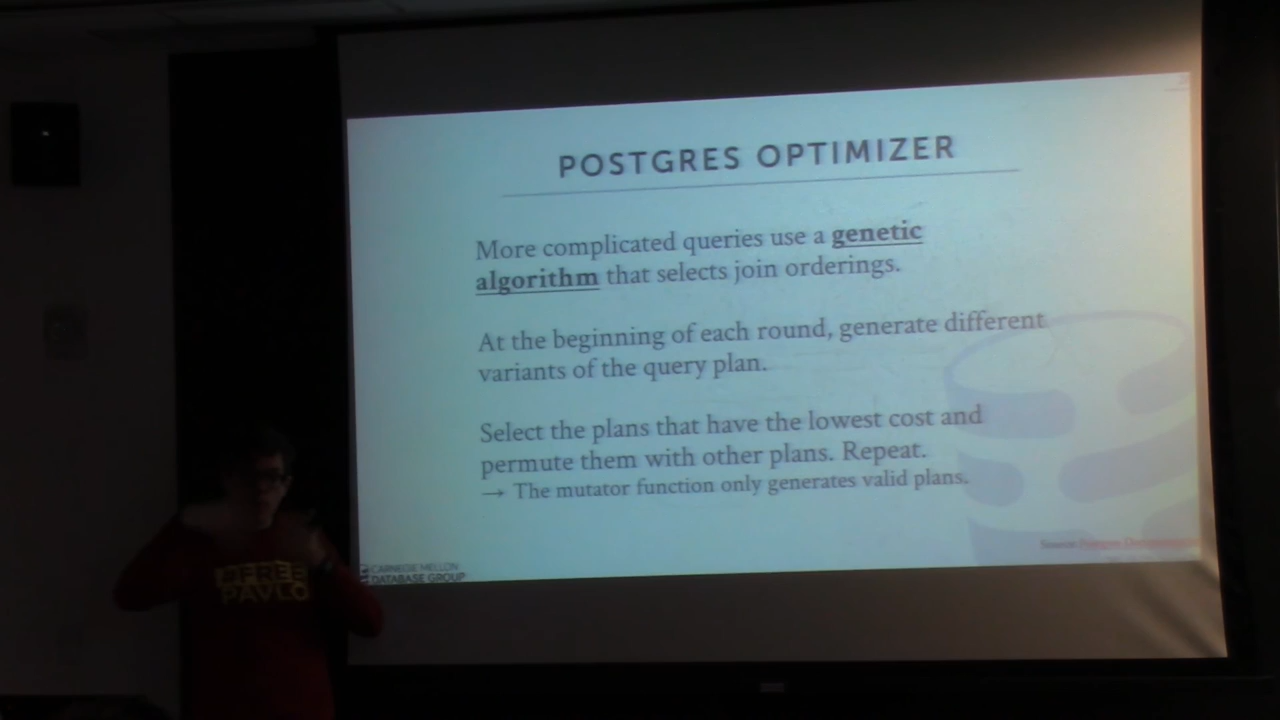 POSTGRES OPTIMIZER
More complicated queries use a genetic
algorithm that selects join orderings.
At the beginning of each round, generate different
variants of the query plan.
Select the plans that have the lowest cost and
permute them with other plans. Repeat.
→ The mutator function only generates valid plans.
Source:
CARNEGIE MELLON
DATABASE GROUP
#FREE
PAVLO